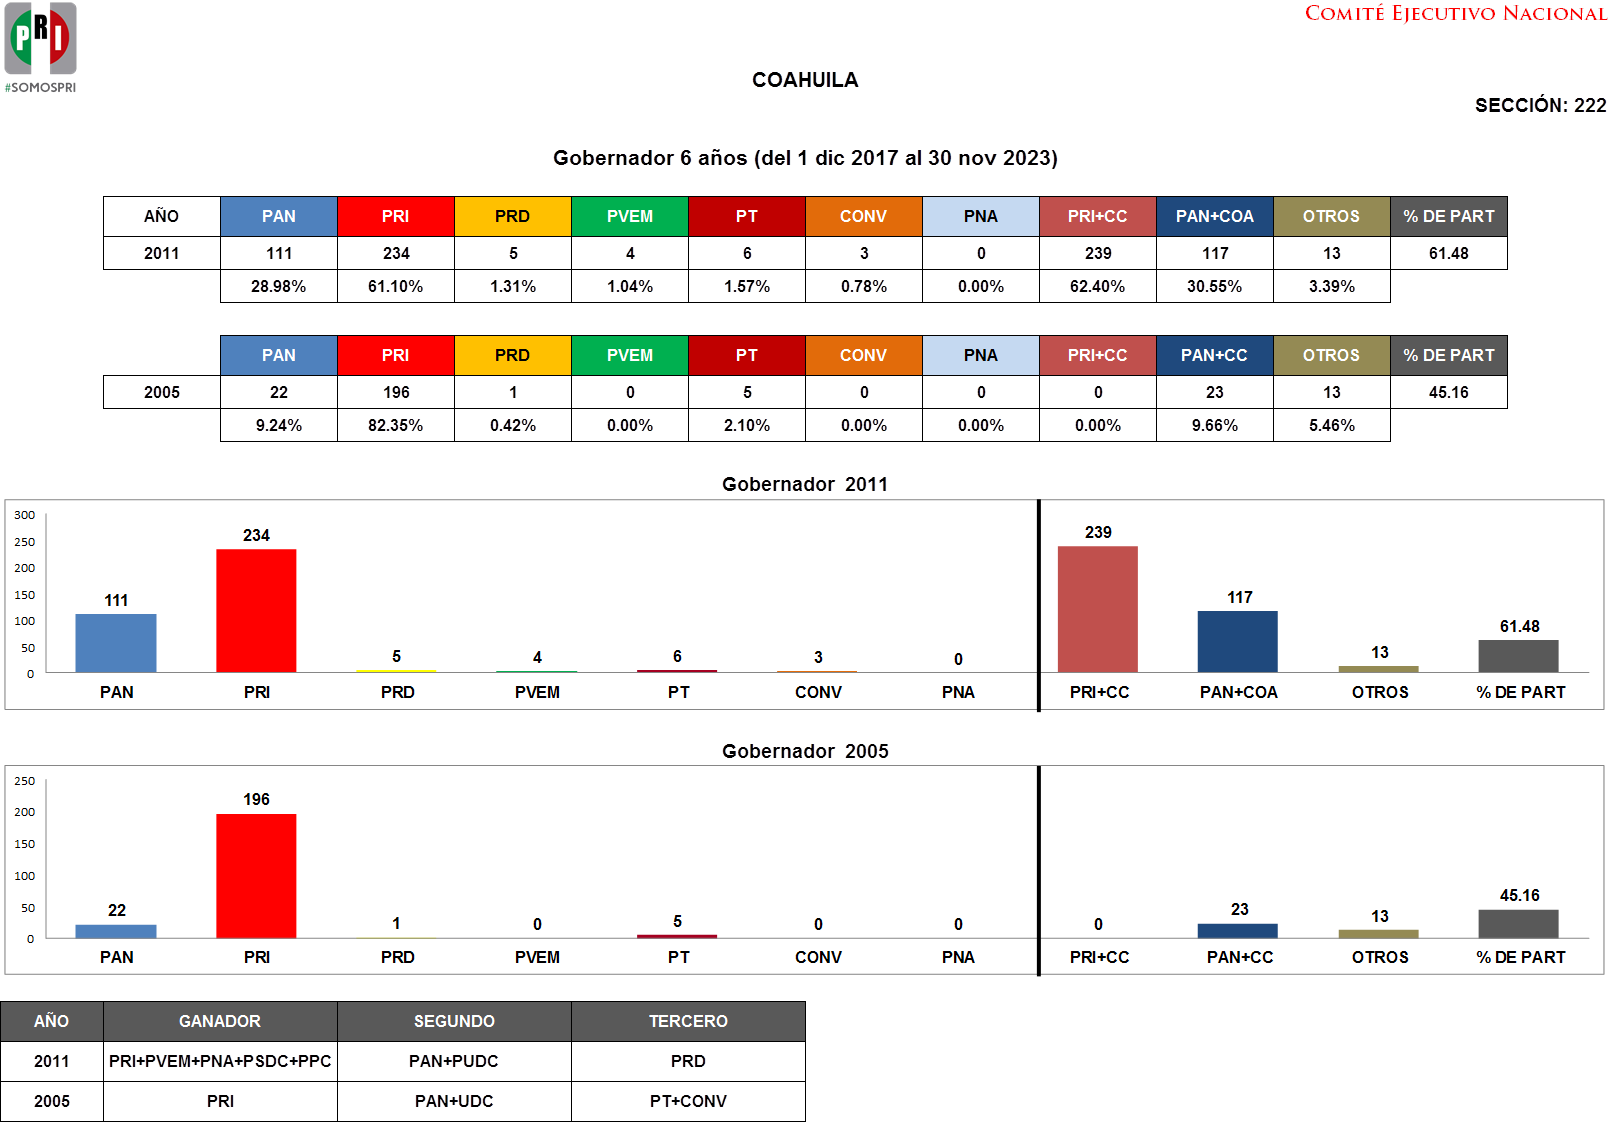 PRI
#SOMOSPRI
COMITÉ EJECUTIVO NACIONAL
COAHUILA
SECCIÓN: 222
Gobernador 6 años (del 1 dic 2017 al 30 nov 2023)
AÑO PAN PRI PRD PVEM PT CONV PNA PRI+CC PAN+COA OTROS % DE PART
2011 111 234 5 4 6 3 0 239 117 13 61.48
28.98% 61.10% 1.31% 1.04% 1.57% 0.78% 0.00% 62.40% 30.55% 3.39%
PAN PRI PRD PVEM PT CONV PNA PRI+CC PAN+CC OTROS % DE PART
2005 22 196 1 0 5 0 0 0 23 13 45.16
9.24% 82.35% 0.42% 0.00% 2.10% 0.00% 0.00% 0.00% 9.66% 5.46%
Gobernador 2011
300
250
200
150
100
50
0
111 234 5 4 6 3 0 239 117 13 61.48
PAN PRI PRD PVEM PT CONV PNA PRI+CC PAN+COA OTROS % DE PART
Gobernador 2005
250
200
150
100
50
0
22 196 1 0 5 0 0 0 23 13 45.16
PAN PRI PRD PVEM PT CONV PNA PRI+CC PAN+CC OTROS % DE PART
AÑO GANADOR SEGUNDO TERCERO
2011 PRI+PVEM+PNA+PSDC+PPC PAN+PUDC PRD
2005 PRI PAN+UDC PT+CONV